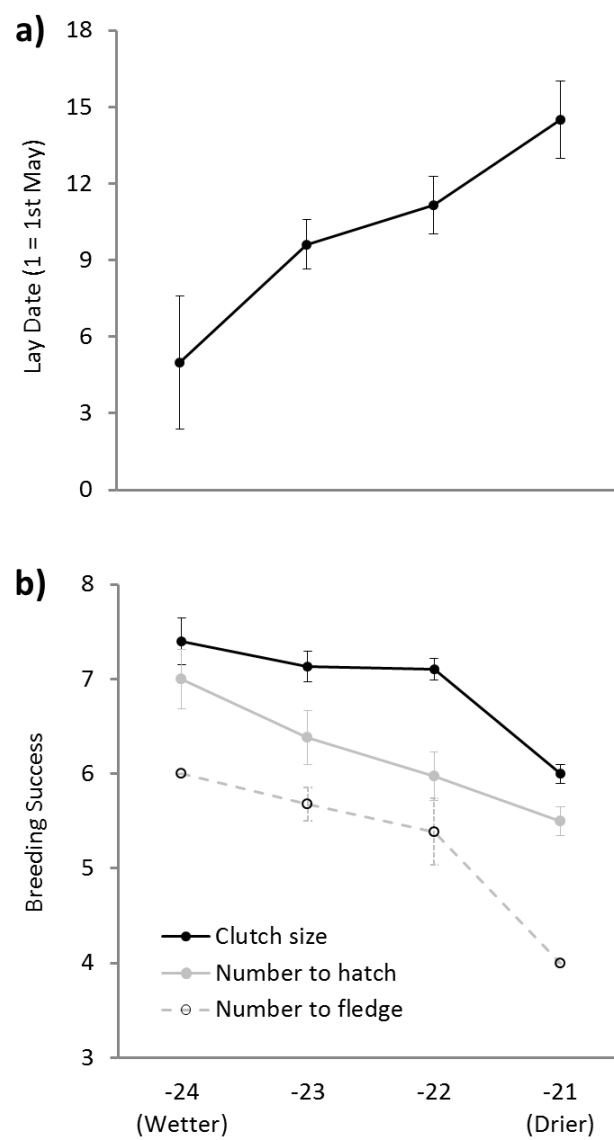 a)
18
15
12
9
6
3
0
Lay Date (1 = 1st May)
b)
8
7
6
5
4
3
Breeding Success
Clutch size
Number to hatch
Number to fledge
-24 -23 -22 -21
(Wetter) (Drier)